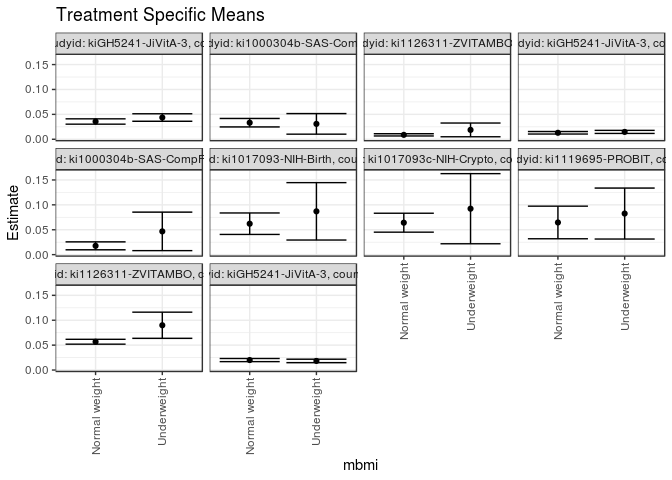 Treatment Specific Means
udyid: kiGH5241-JiVitA-3, co
dyid: ki1000304b-SAS-Com
dyid: ki1126311-ZVITAMBO
dyid: kiGH5241-JiVitA-3, co
0.15
0.10
0.05
0.00
d: ki1000304b-SAS-CompF
id: ki1017093-NIH-Birth, cou
: ki1017093c-NIH-Crypto, co
dyid: ki1119695-PROBIT, co
0.15
0.10
0.05
0.00
id: ki1126311-ZVITAMBO, c
id: kiGH5241-JiVitA-3, coun
0.15
0.10
0.05
0.00
Estimate
Normal weight
Underweight
Normal weight
Underweight
Normal weight
Underweight
Normal weight
Underweight
mbmi